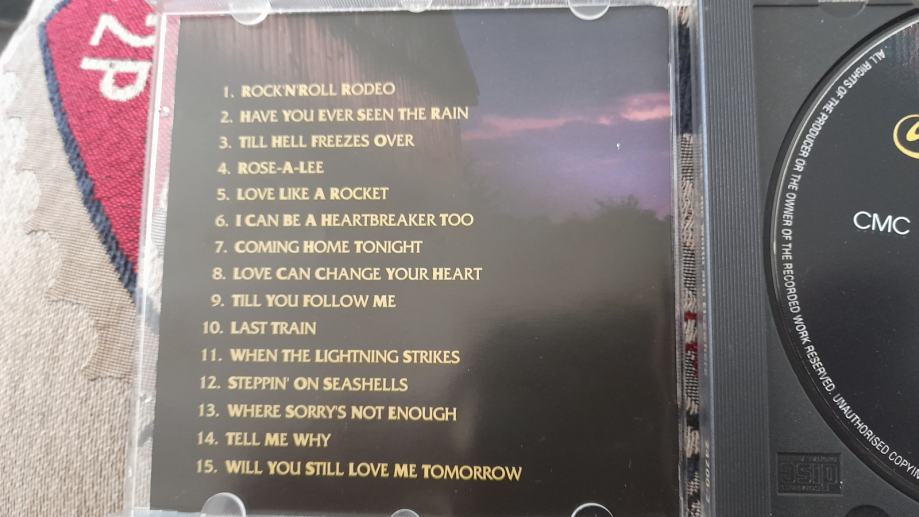 2P
1. ROCK'N'ROLL RODEO
2. HAVE YOU EVER SEEN THE RAIN
3. TILL HELL FREEZES OVER
4. ROSE-A-LEE
5. LOVE LIKE A ROCKET
6. I CAN BE A HEARTBREAKER TOO
7. COMING HOME TONIGHT
8. LOVE CAN CHANGE YOUR HEART
9. TILL YOU FOLLOW ME
10. LAST TRAIN
11. WHEN THE LIGHTNING STRIKES
12. STEPPIN' ON SEASHELLS
13. WHERE SORRY'S NOT ENOUGH
14. TELL ME WHY
15. WILL YOU STILL LOVE ME TOMORROW
ALL RIGHTS OF THE PRODUCER OR THE OWNER OF THE RECORDED WORK RESERVED. UNAUTHORISED COPYIN
CMC
disc